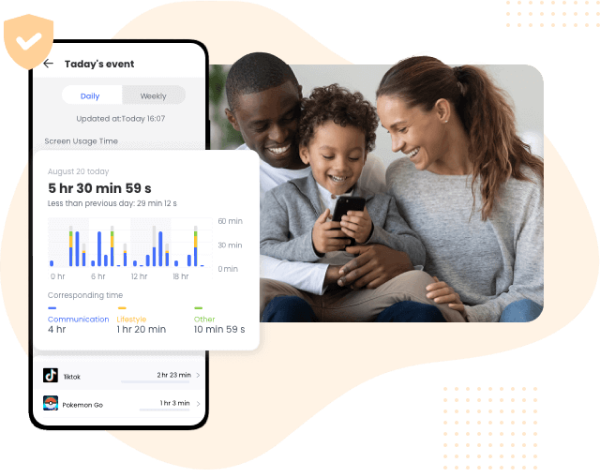 Taday's event
Daily Weekly
Updated at:Today 16:07
Screen Usage Time
August 20 today
5 hr 30 min 59 s
Less than previous day: 29 min 12 s
60 min
30 min
0 min
0 hr 6 hr 12 hr 18 hr
Corresponding time
Communication Lifestyle Other
4 hr 1 hr 20 min 10 min 59 s
Tiktok 2 hr 23 min
Pokemon Go 1 hr 3 min